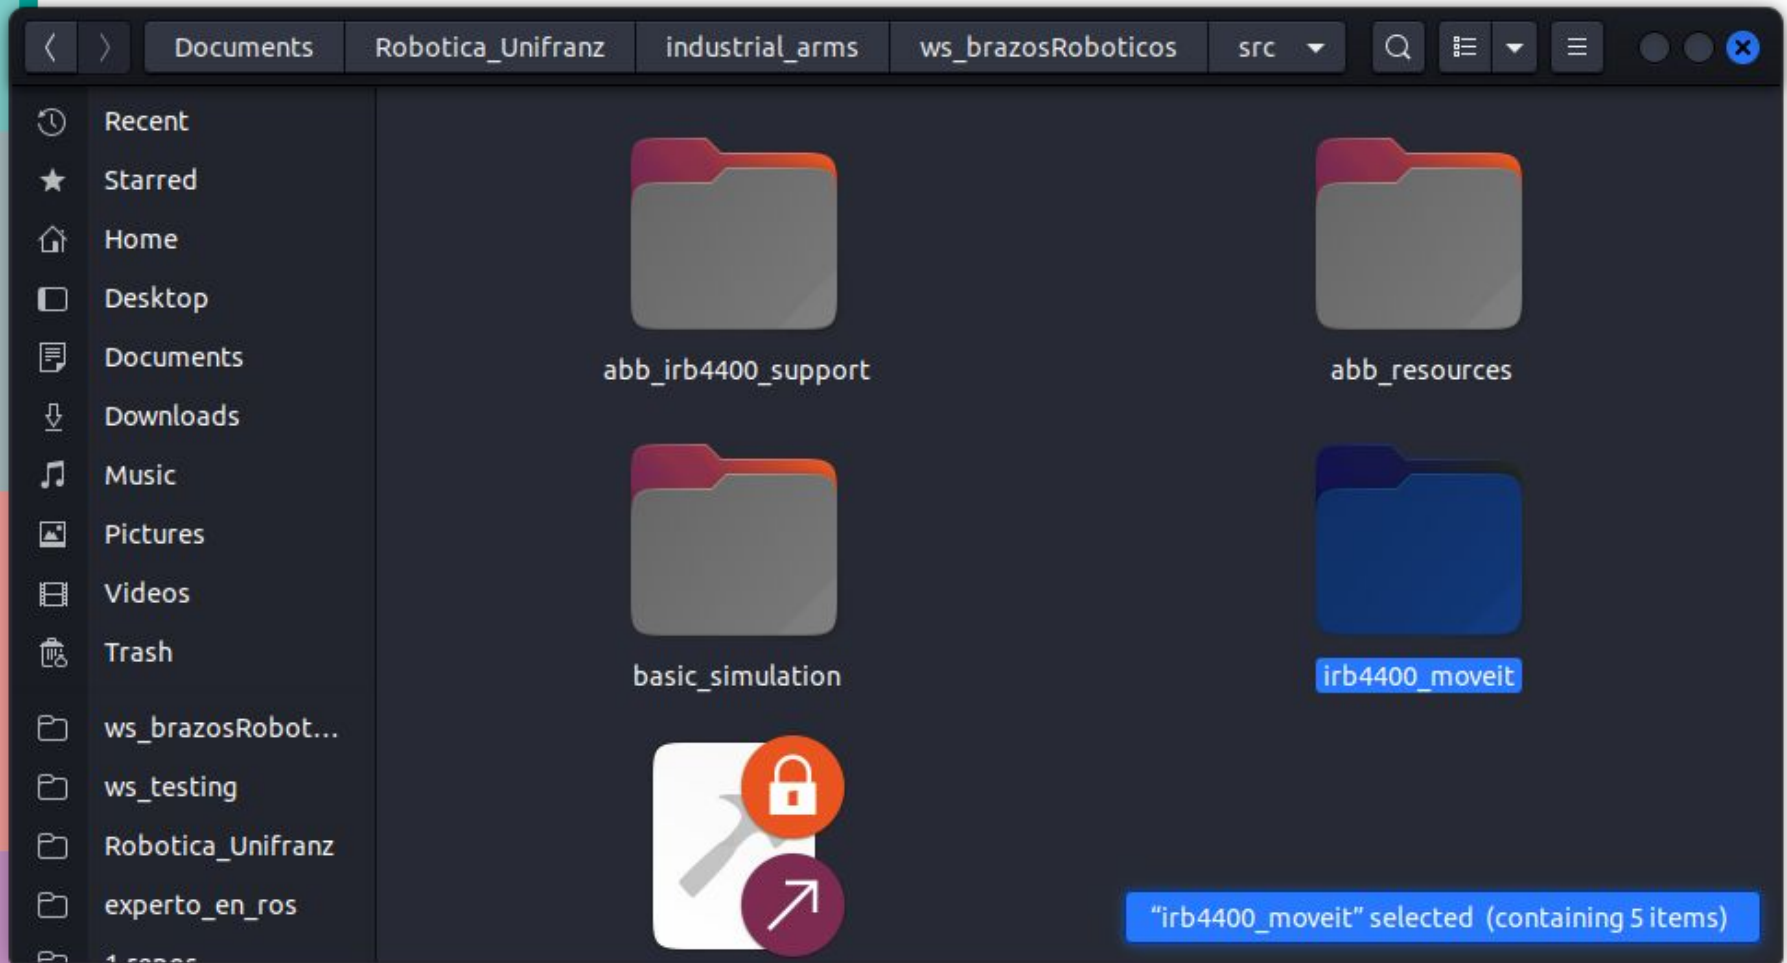 Documents
Robotica_Unifranz
industrial_arms
ws_brazosRoboticos
src
Recent
Starred
Home
Desktop
Documents
Downloads
Music
Pictures
Videos
Trash
ws_brazosRobot...
ws_testing
Robotica_Unifranz
experto_en_ros
abb_irb4400_support
abb_resources
basic_simulation
irb4400_moveit
“irb4400_moveit” selected (containing 5 items)